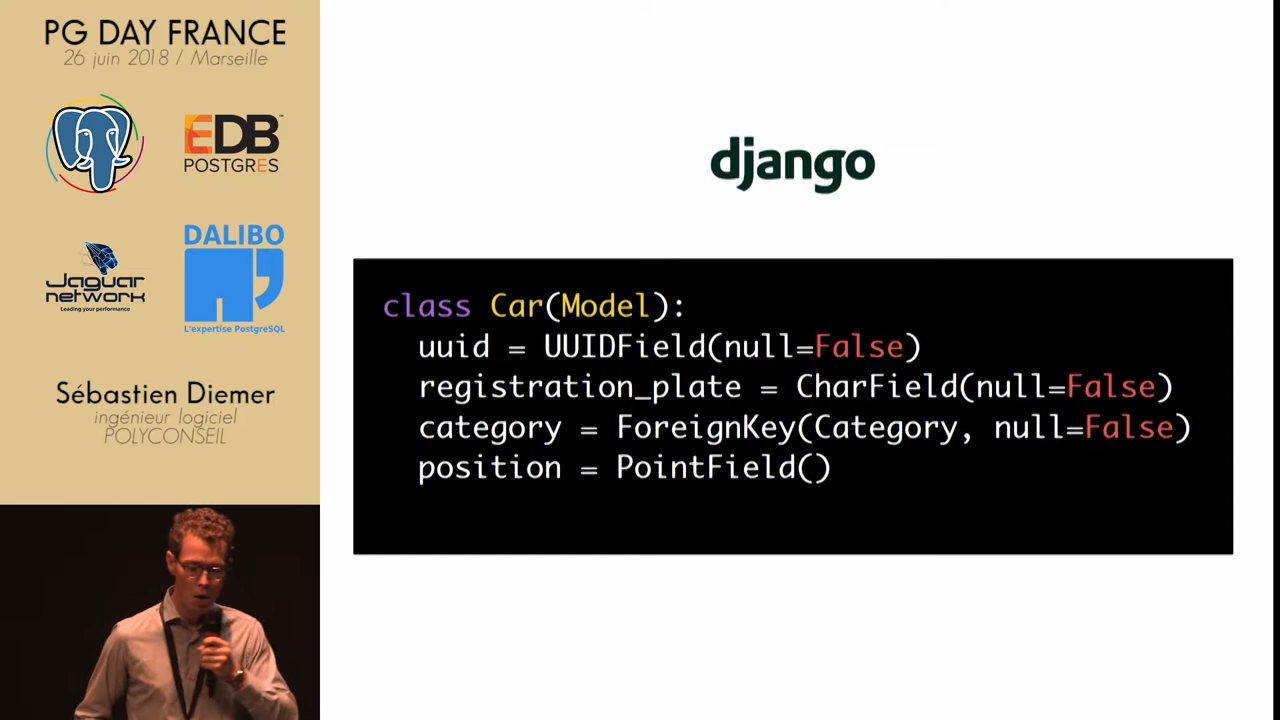 PG DAY FRANCE
26 juin 2018 / Marseille
EDB™
POSTGRES
Jaguar
network
Leading your performance
DALIBO
L'expertise PostgreSQL
Sébastien Diemer
ingénieur logiciel
POLYCONSEIL
django
class Car(Model):
  uuid = UUIDField(null=False)
  registration_plate = CharField(null=False)
  category = ForeignKey(Category, null=False)
  position = PointField()